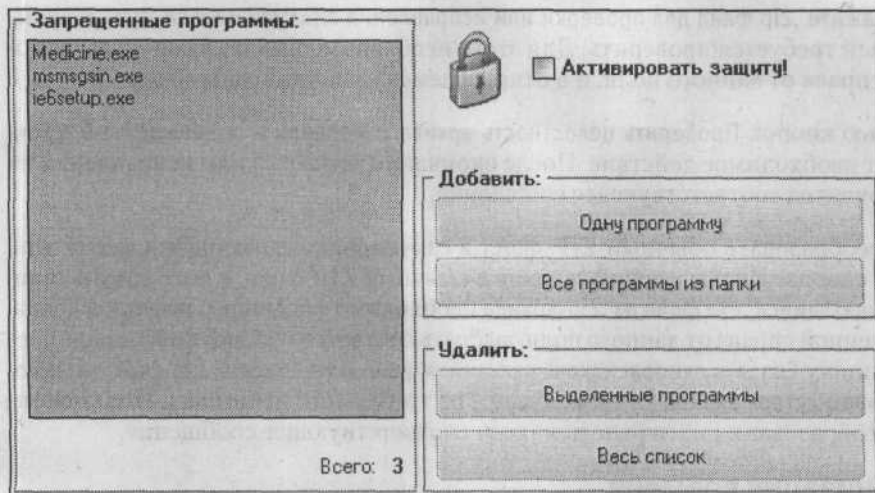 Запрещенные программы:
Medicine.exe
msmsgsin.exe
ie6setup.exe
Всего: 3
Активировать защиту!
Добавить:
Одну программу
Все программы из папки
Удалить:
Выделенные программы
Весь список